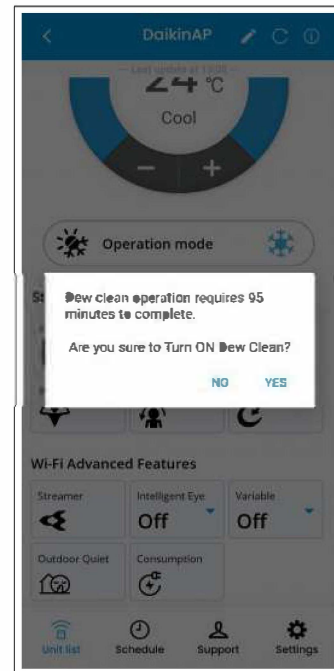 DaikinAP
Last update at
24 °C
Cool
Operation mode
Dew clean operation requires 95
minutes to complete.
Are you sure to Turn ON Dew Clean?
NO YES
Wi-Fi Advanced Features
Streamer
Intelligent Eye
Off
Variable
Off
Outdoor Quiet
Consumption
Unit list
Schedule
Support
Settings